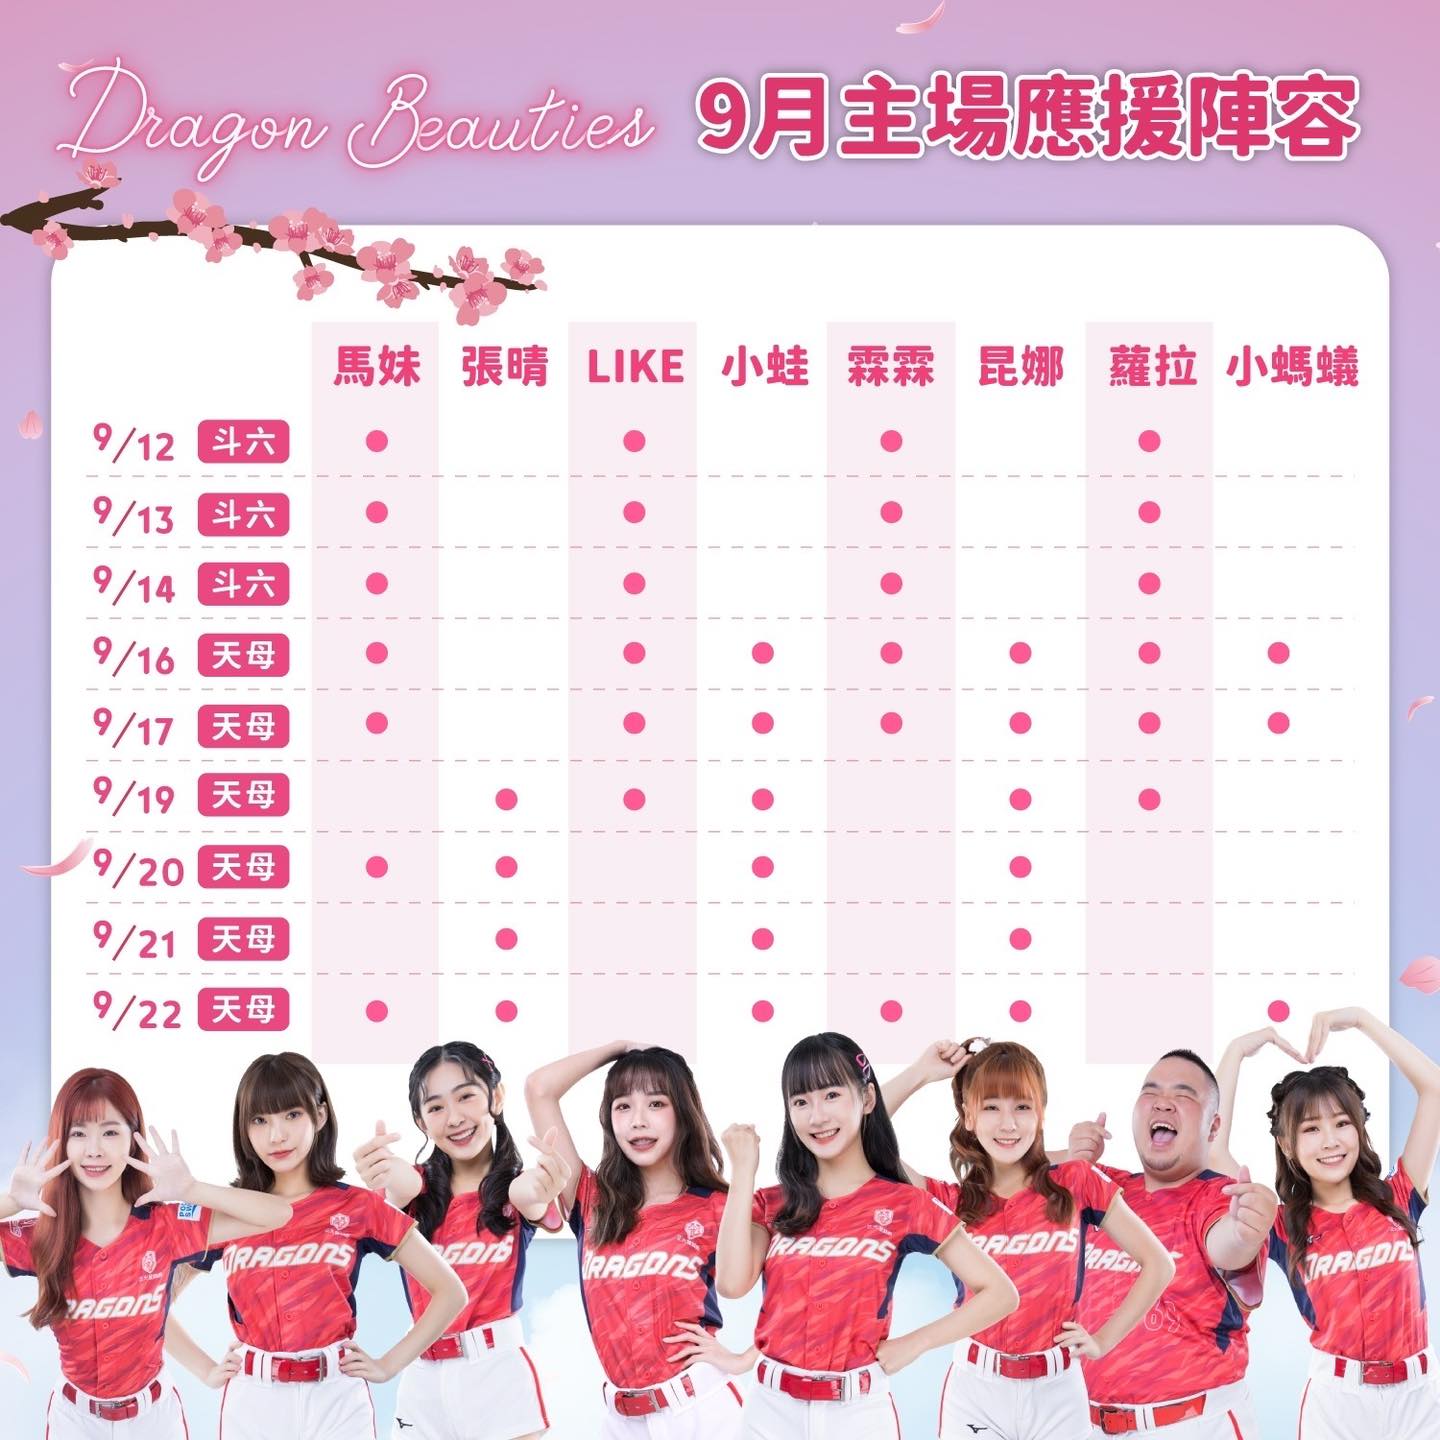 Dragon Beauties 9月主場應援陣容
馬妹 張晴 LIKE 小蛙 霖霖 昆娜 蘿拉 小螞蟻
9/12 斗六
9/13 斗六
9/14 斗六
9/16 天母
9/17 天母
9/19 天母
9/20 天母
9/21 天母
9/22 天母
RAGONS DRAGONS DRAGONS DRAGONS DRAGONS DRAGONS DRAGONS DRAGONS
69